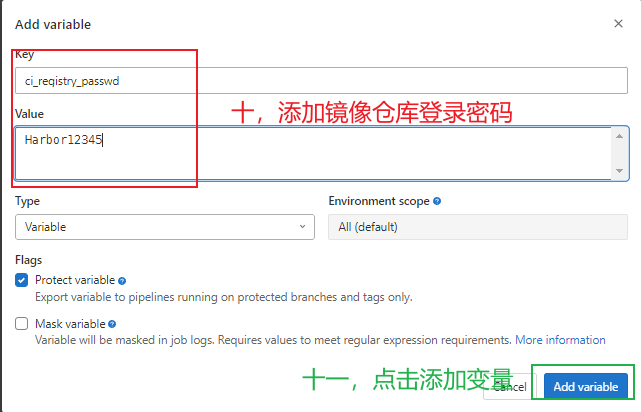 Add variable
Key
ci_registry_passwd
Value
十，添加镜像仓库登录密码
Harbor12345
Type
Environment scope
Variable
All (default)
Flags
Protect variable
Export variable to pipelines running on protected branches and tags only.
Mask variable
Variable will be masked in job logs. Requires values to meet regular expression requirements. More information
十一，点击添加变量
Cancel
Add variable